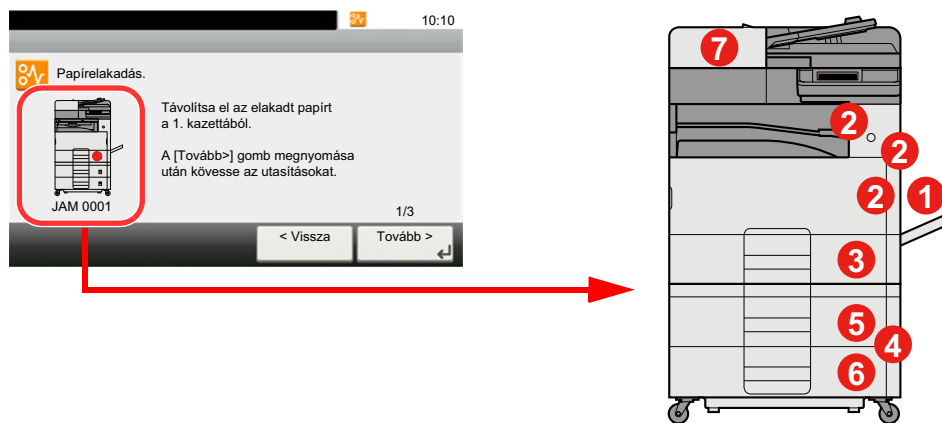 10:10
Papírelakadás.
Távolítsa el az elakadt papírt
a 1. kazettából.
A [Tovább>] gomb megnyomása
után kövesse az utasításokat.
JAM 0001
1/3
< Vissza
Tovább >
7
2
2
2
1
3
5
4
6